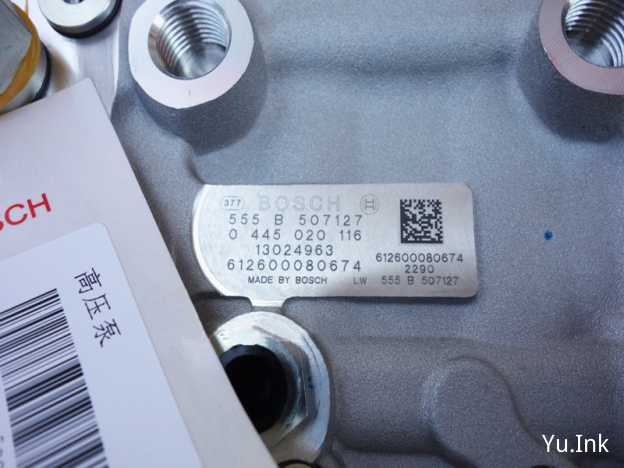 377 BOSCH
555 B 507127
0 445 020 116
13024963
612600080674
MADE BY BOSCH LW
612600080674
2290
555 B 507127
SCH
高压泵
Yu.Ink